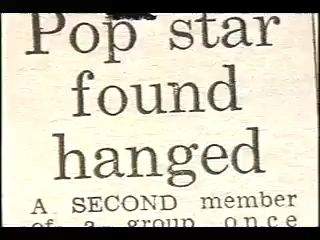 Pop star
found
hanged
A SECOND member
of a group once